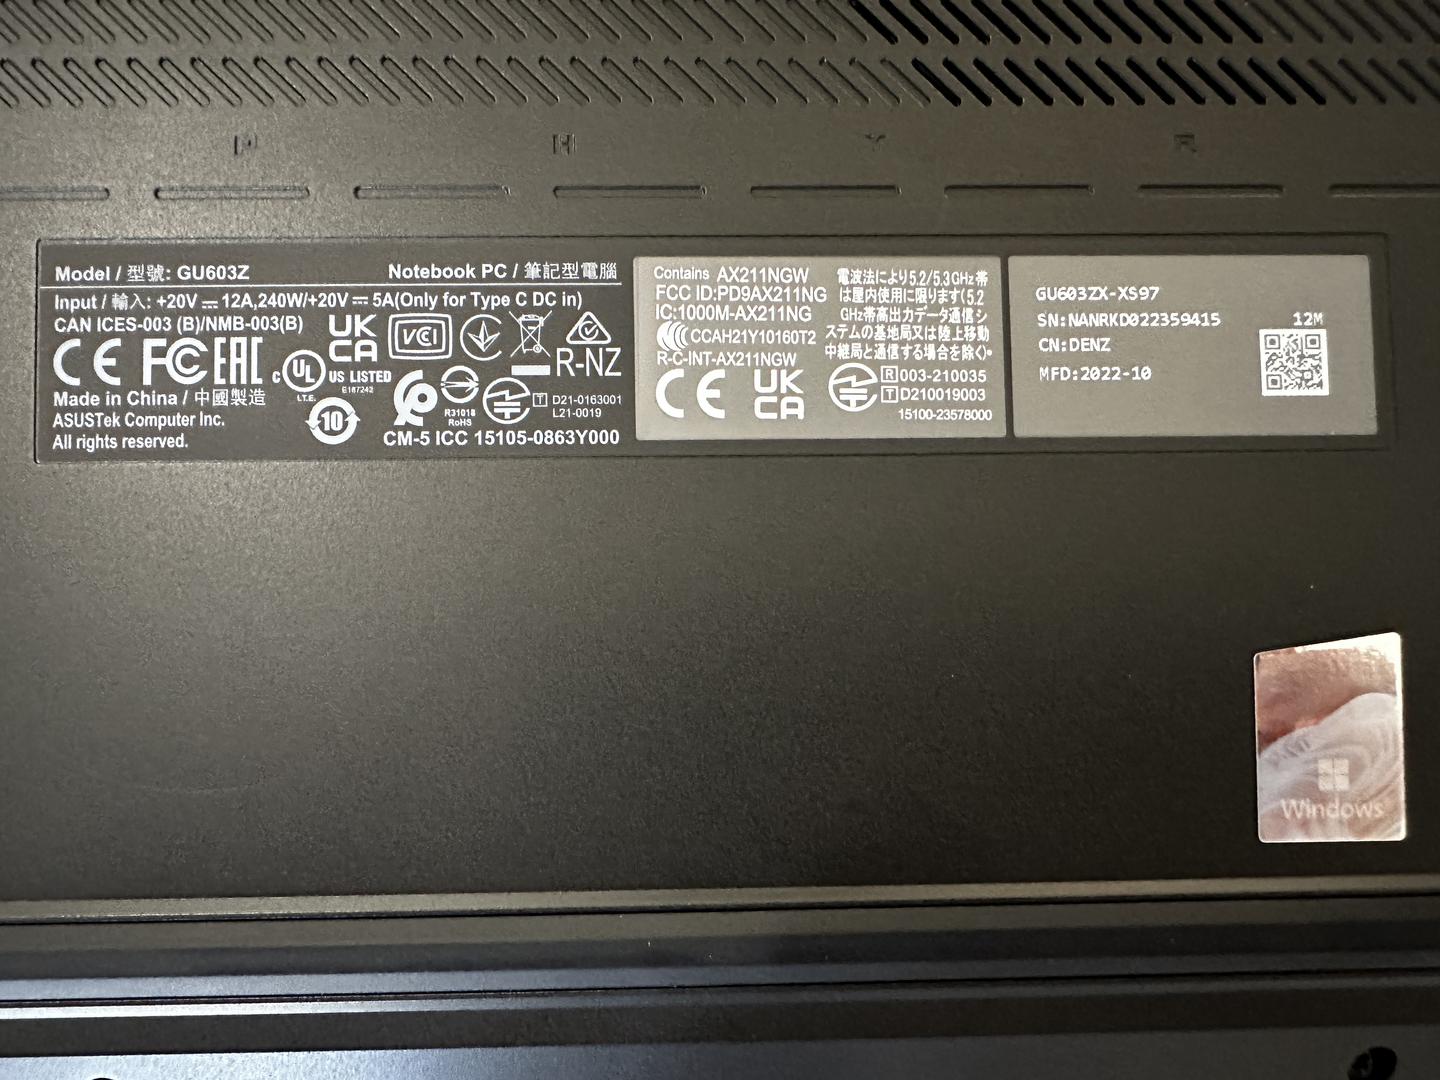 P H Y R
Model / 型號: GU603Z
Notebook PC / 筆記型電腦
Input / 輸入: +20V ⎓ 12A,240W/+20V ⎓ 5A(Only for Type C DC in)
CAN ICES-003 (B)/NMB-003(B)
UK
CA
VCI
CE FC EAC
c UL US LISTED
I.T.E.
E187242
R-NZ
Made in China / 中國製造
ASUSTek Computer Inc.
All rights reserved.
10
R31018
RoHS
T D21-0163001
L21-0019
CM-5 ICC 15105-0863Y000
Contains AX211NGW
FCC ID:PD9AX211NG
IC:1000M-AX211NG
CCAH21Y10160T2
R-C-INT-AX211NGW
CE UK
CA
電波法により5.2/5.3GHz帯
は屋内使用に限ります(5.2
GHz帯高出力データ通信シ
ステムの基地局又は陸上移動
中継局と通信する場合を除く)。
R 003-210035
T D210019003
15100-23578000
GU603ZX-XS97
SN:NANRKD022359415
12M
CN:DENZ
MFD:2022-10
Windows